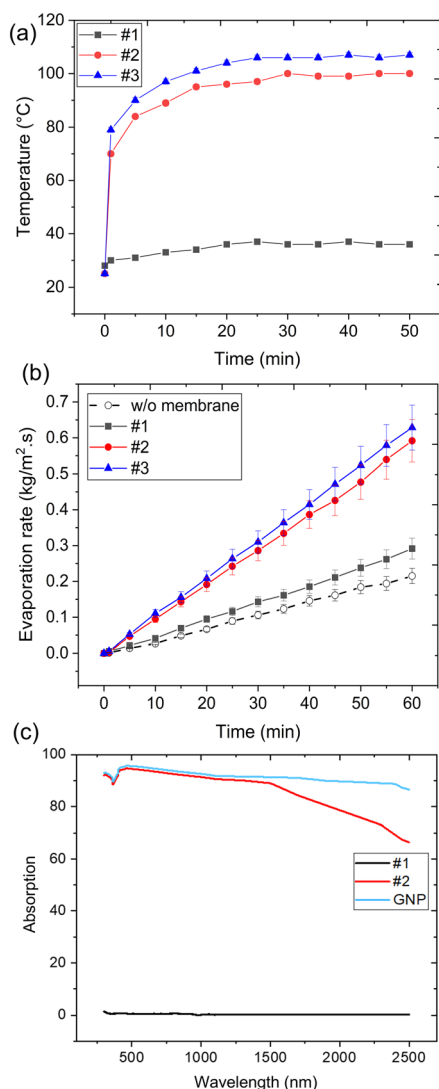 (a)
120
100
80
60
40
20
#1
#2
#3
Temperature (°C)
0 10 20 30 40 50
Time (min)
(b)
0.7
0.6
0.5
0.4
0.3
0.2
0.1
0.0
w/o membrane
#1
#2
#3
Evaporation rate (kg/m².s)
0 10 20 30 40 50 60
Time (min)
(c)
100
80
60
40
20
0
#1
#2
GNP
Absorption
500 1000 1500 2000 2500
Wavelength (nm)